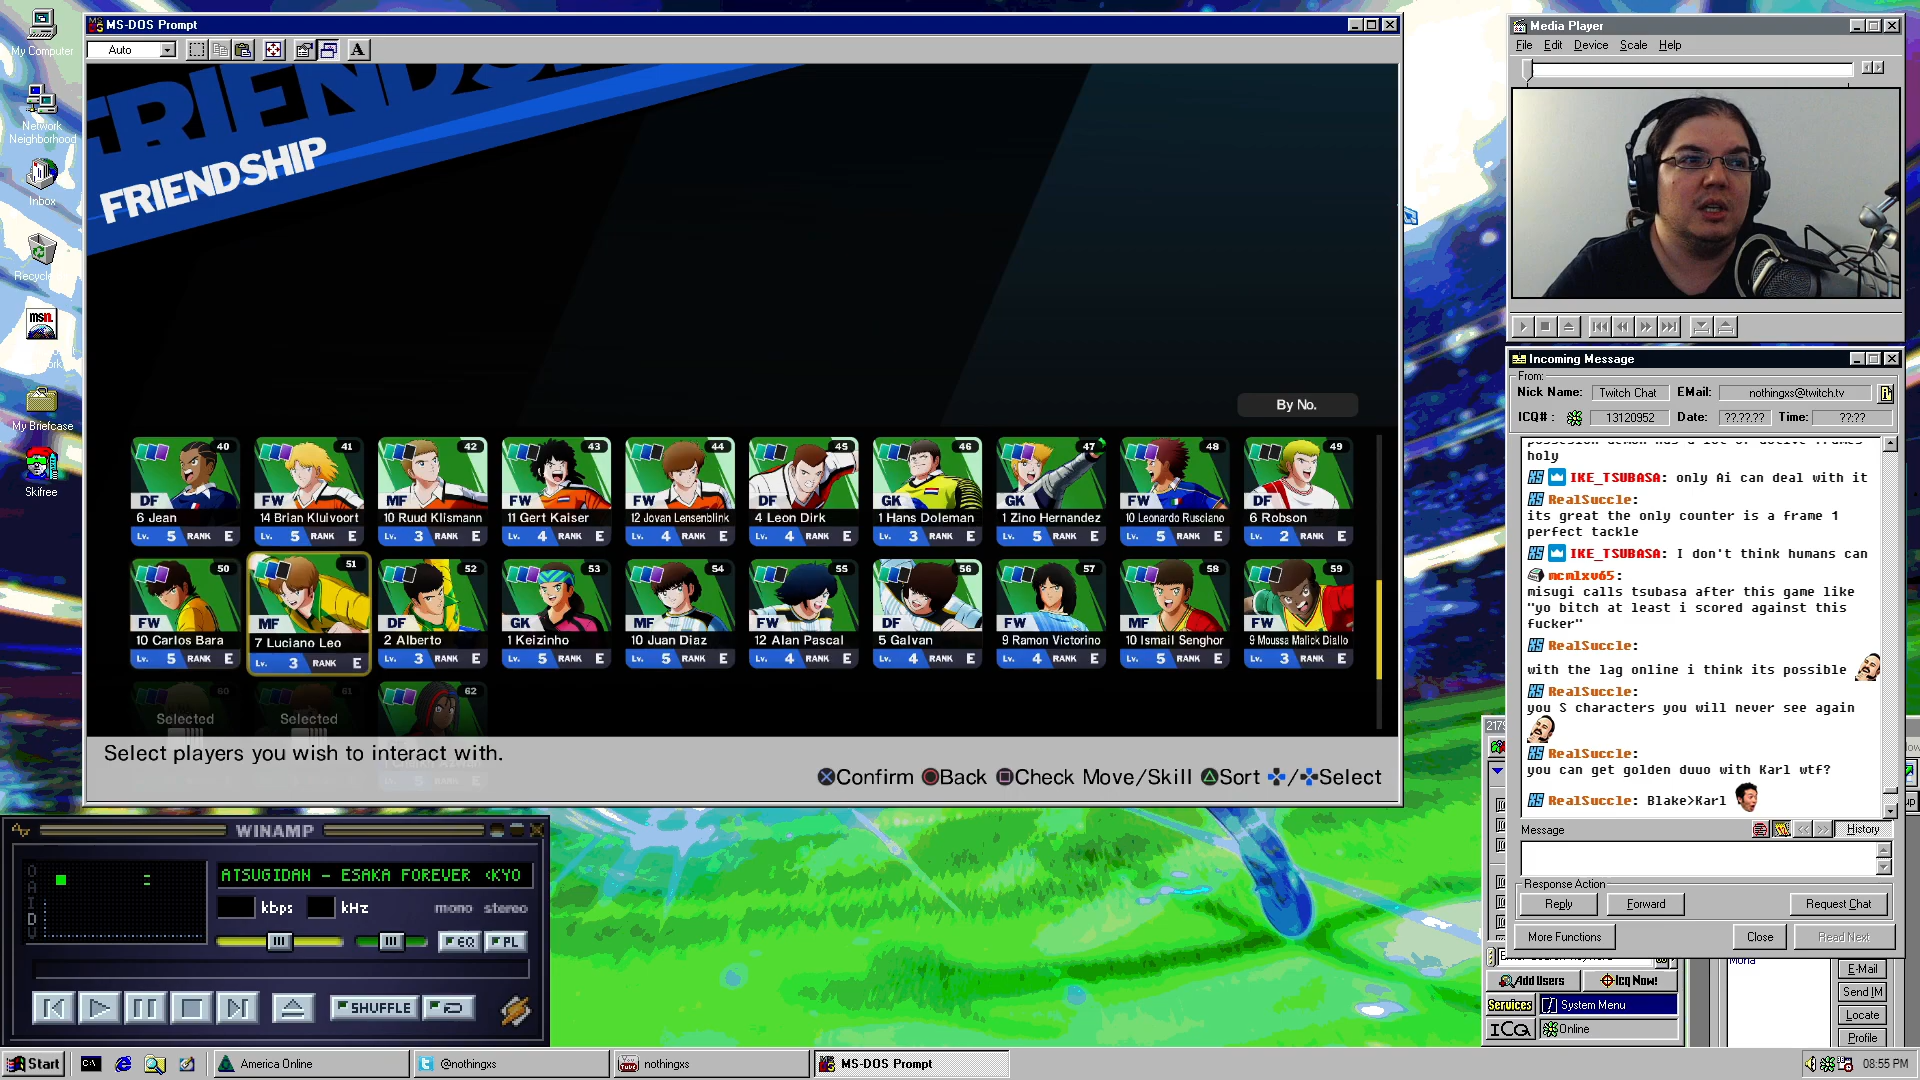 My Computer
Network
Neighborhood
Inbox
Recycle
msn
My Briefcase
Skifree
MS-DOS Prompt
Auto
A
FRIENDSHIP
FRIENDSHIP
By No.
40 DF 6 Jean Lv. 5 RANK E
41 FW 14 Brian Kluivoort Lv. 5 RANK E
42 MF 10 Ruud Klismann Lv. 3 RANK E
43 FW 11 Gert Kaiser Lv. 4 RANK E
44 FW 12 Jovan Lensenblink Lv. 4 RANK E
45 DF 4 Leon Dirk Lv. 4 RANK E
46 GK 1 Hans Doleman Lv. 3 RANK E
47 GK 1 Zino Hernandez Lv. 5 RANK E
48 FW 10 Leonardo Rusciano Lv. 5 RANK E
49 DF 6 Robson Lv. 2 RANK E
50 FW 10 Carlos Bara Lv. 5 RANK E
51 MF 7 Luciano Leo Lv. 3 RANK E
52 DF 2 Alberto Lv. 3 RANK E
53 GK 1 Keizinho Lv. 5 RANK E
54 MF 10 Juan Diaz Lv. 5 RANK E
55 FW 12 Alan Pascal Lv. 4 RANK E
56 DF 5 Galvan Lv. 4 RANK E
57 FW 9 Ramon Victorino Lv. 4 RANK E
58 MF 10 Ismail Senghor Lv. 5 RANK E
59 FW 9 Moussa Malick Diallo Lv. 3 RANK E
60 Selected
61 Selected
62
Select players you wish to interact with.
Confirm Back Check Move/Skill Sort / Select
Media Player
File Edit Device Scale Help
Incoming Message
From:
Nick Name: Twitch Chat EMail: nothingxs@twitch.tv
ICQ# : 13120952 Date: ??.??.?? Time: ??:??
possesion demon has a lot of active frames
holy
IKE_TSUBASA: only Ai can deal with it
RealSuccle:
its great the only counter is a frame 1
perfect tackle
IKE_TSUBASA: I don't think humans can
mcmlxv65:
misugi calls tsubasa after this game like
"yo bitch at least i scored against this
fucker"
RealSuccle:
with the lag online i think its possible
RealSuccle:
you S characters you will never see again
RealSuccle:
you can get golden duuo with Karl wtf?
RealSuccle: Blake>Karl
Message
History
Response Action
Reply Forward Request Chat
More Functions Close Read Next
Add Users Icq Now!
Services System Menu
ICQ Online
E-Mail
Send IM
Locate
Profile
WINAMP
ATSUGIDAN - ESAKA FOREVER <KYO
kbps kHz mono stereo
EQ PL
SHUFFLE
Start
America Online
@nothingxs
nothingxs
MS-DOS Prompt
08:55 PM